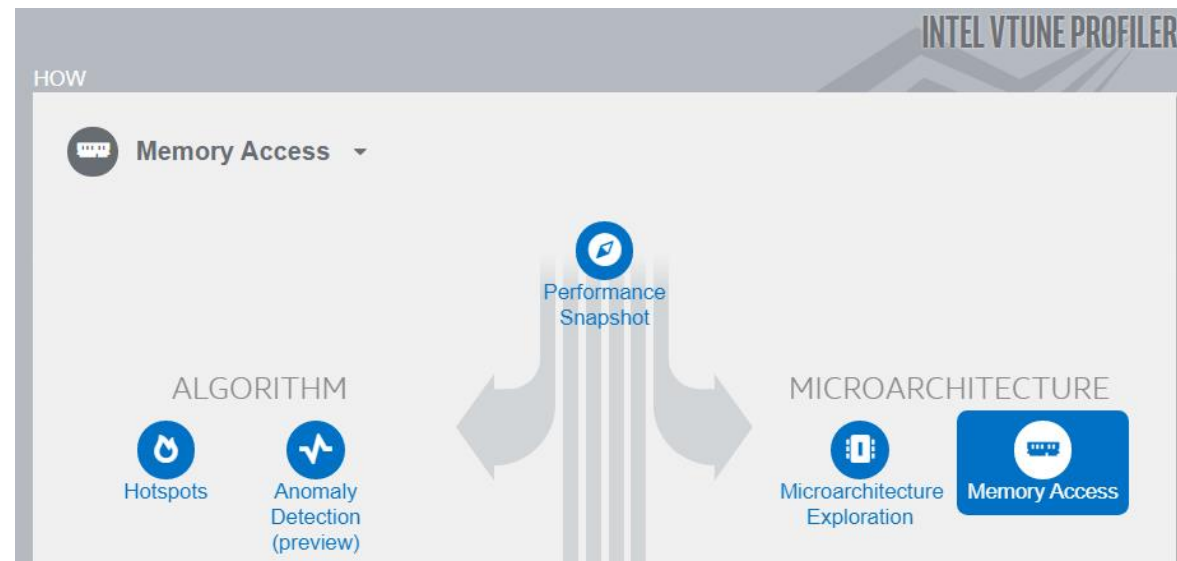 INTEL VTUNE PROFILER
HOW
Memory Access
Performance
Snapshot
ALGORITHM
Hotspots
Anomaly
Detection
(preview)
MICROARCHITECTURE
Microarchitecture
Exploration
Memory Access